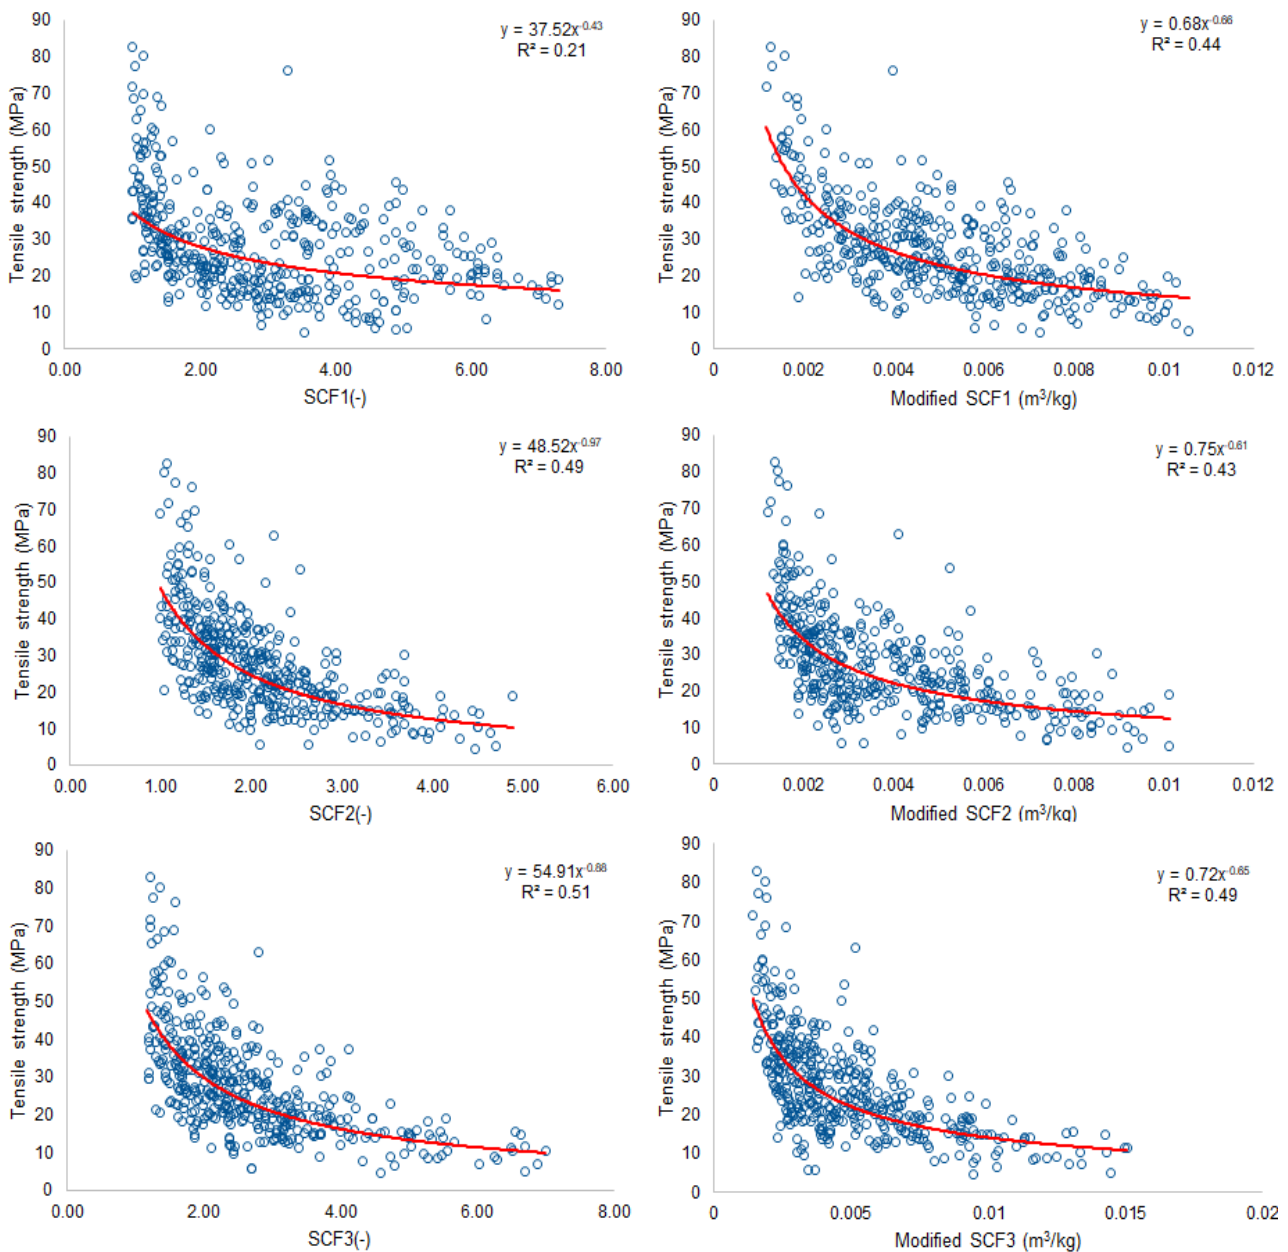 90
80
70
60
50
40
30
20
10
0
Tensile strength (MPa)
y = 37.52x^-0.43
R² = 0.21
0.00 2.00 4.00 6.00 8.00
SCF1(-)
90
80
70
60
50
40
30
20
10
0
Tensile strength (MPa)
y = 0.68x^-0.66
R² = 0.44
0 0.002 0.004 0.006 0.008 0.01 0.012
Modified SCF1 (m³/kg)
90
80
70
60
50
40
30
20
10
0
Tensile strength (MPa)
y = 48.52x^-0.97
R² = 0.49
0.00 1.00 2.00 3.00 4.00 5.00 6.00
SCF2(-)
90
80
70
60
50
40
30
20
10
0
Tensile strength (MPa)
y = 0.75x^-0.61
R² = 0.43
0 0.002 0.004 0.006 0.008 0.01 0.012
Modified SCF2 (m³/kg)
90
80
70
60
50
40
30
20
10
0
Tensile strength (MPa)
y = 54.91x^-0.88
R² = 0.51
0.00 2.00 4.00 6.00 8.00
SCF3(-)
90
80
70
60
50
40
30
20
10
0
Tensile strength (MPa)
y = 0.72x^-0.65
R² = 0.49
0 0.005 0.01 0.015 0.02
Modified SCF3 (m³/kg)